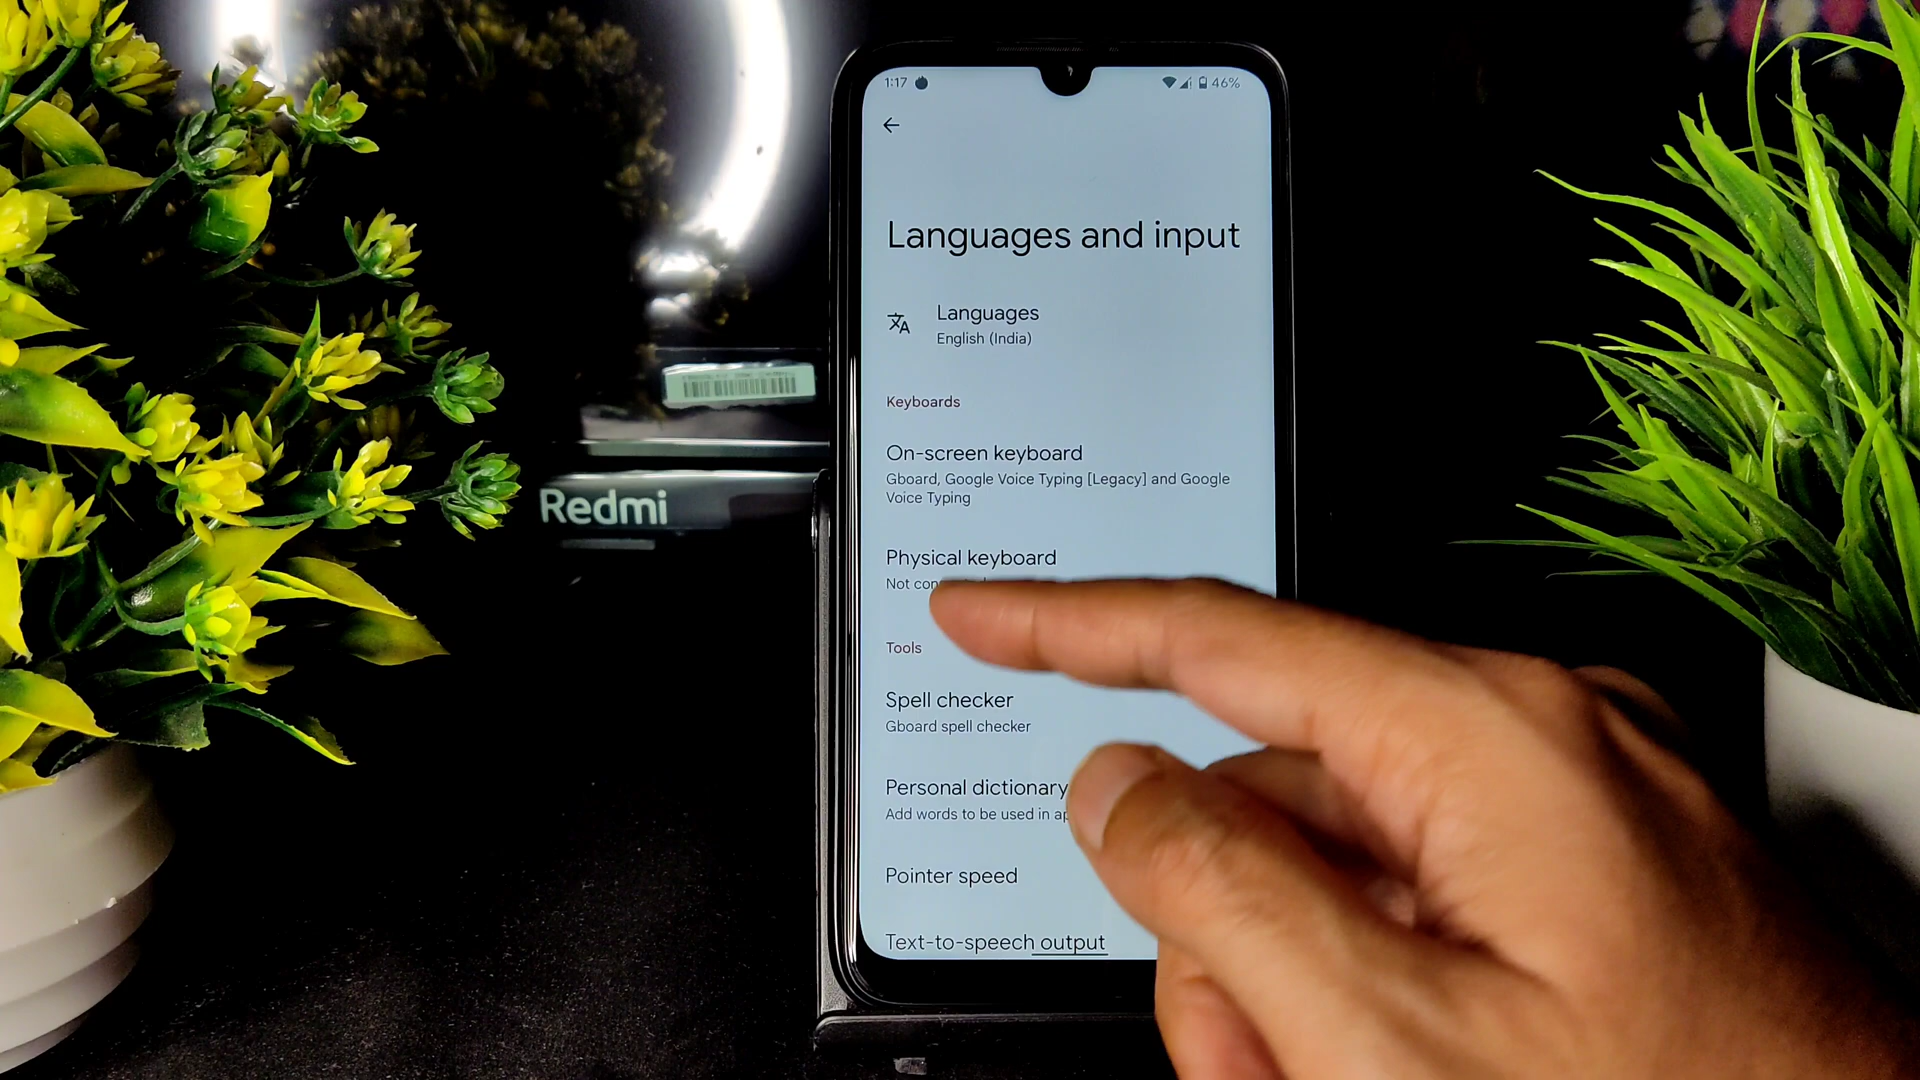 1:17
46%
Languages and input
Languages
English (India)
Keyboards
On-screen keyboard
Gboard, Google Voice Typing [Legacy] and Google
Voice Typing
Physical keyboard
Not
Redmi
Tools
Spell checker
Gboard spell checker
Personal dictionary
Add words to be used in
Pointer speed
Text-to-speech output